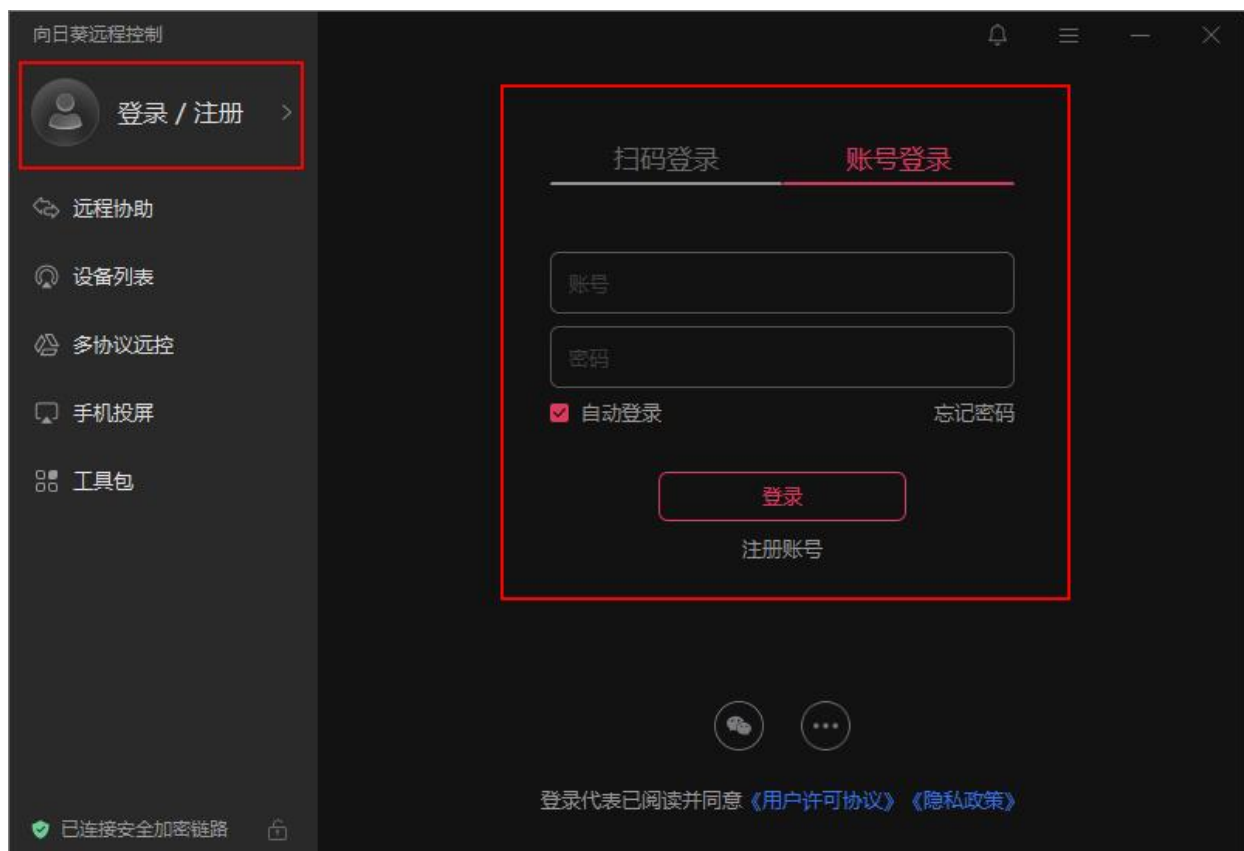 向日葵远程控制
登录 / 注册
远程协助
设备列表
多协议远控
手机投屏
工具包
已连接安全加密链路
扫码登录 账号登录
账号
密码
自动登录 忘记密码
登录
注册账号
登录代表已阅读并同意《用户许可协议》《隐私政策》